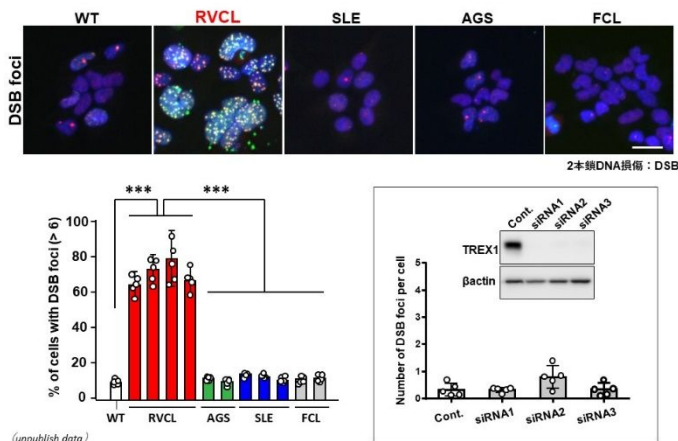 WT RVCL SLE AGS FCL
DSB foci
2本鎖DNA損傷:DSB
*** ***
% of cells with DSB foci (> 6)
100
80
60
40
20
0
WT RVCL AGS SLE FCL
(unpublish data)
Cont. siRNA1 siRNA2 siRNA3
TREX1
βactin
Number of DSB foci per cell
5
4
3
2
1
0
Cont. siRNA1 siRNA2 siRNA3